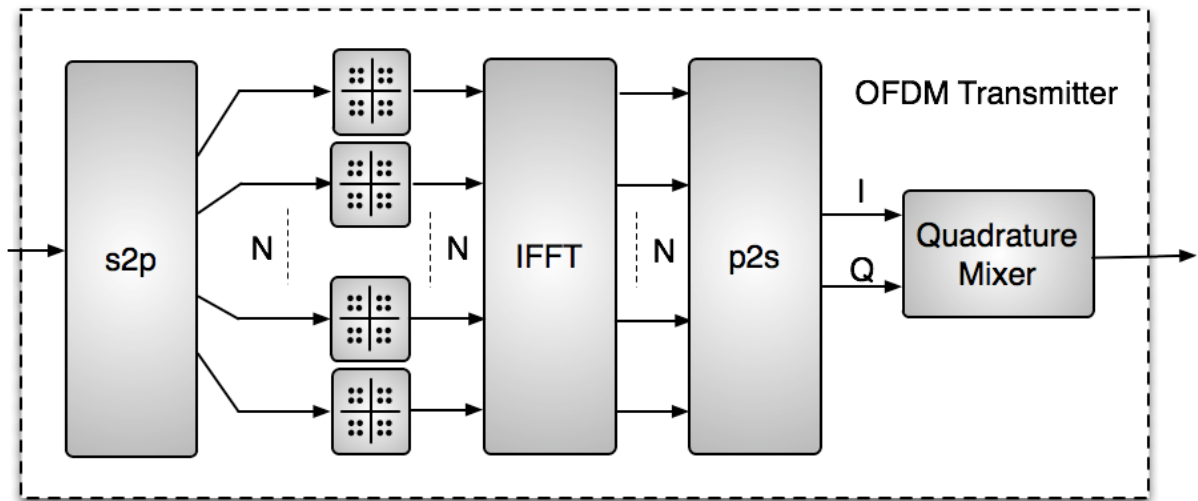 OFDM Transmitter
s2p
N
N
IFFT
N
p2s
I
Q
Quadrature
Mixer